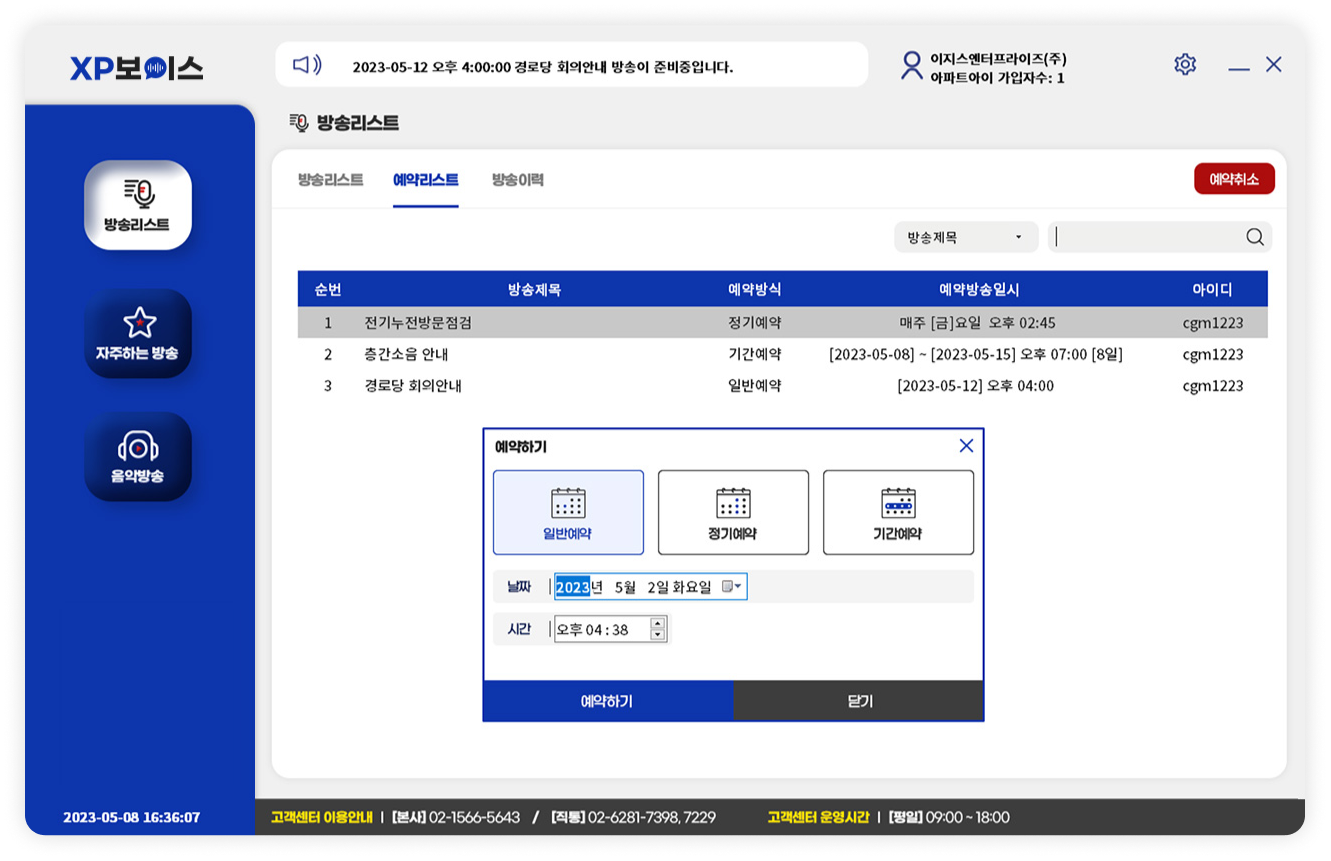 XP보이스
2023-05-12 오후 4:00:00 경로당 회의안내 방송이 준비중입니다.
이지스엔터프라이즈(주)
아파트아이 가입자수: 1
방송리스트
자주하는 방송
음악방송
2023-05-08 16:36:07
방송리스트
방송리스트 예약리스트 방송이력 예약취소
방송제목
순번 방송제목 예약방식 예약방송일시 아이디
1 전기누전방문점검 정기예약 매주 [금]요일 오후 02:45 cgm1223
2 층간소음 안내 기간예약 [2023-05-08] ~ [2023-05-15] 오후 07:00 [8일] cgm1223
3 경로당 회의안내 일반예약 [2023-05-12] 오후 04:00 cgm1223
예약하기
일반예약 정기예약 기간예약
날짜 2023년 5월 2일 화요일
시간 오후 04 : 38
예약하기 닫기
고객센터 이용안내 | [본사] 02-1566-5643 / [직통] 02-6281-7398, 7229 고객센터 운영시간 | [평일] 09:00 ~ 18:00